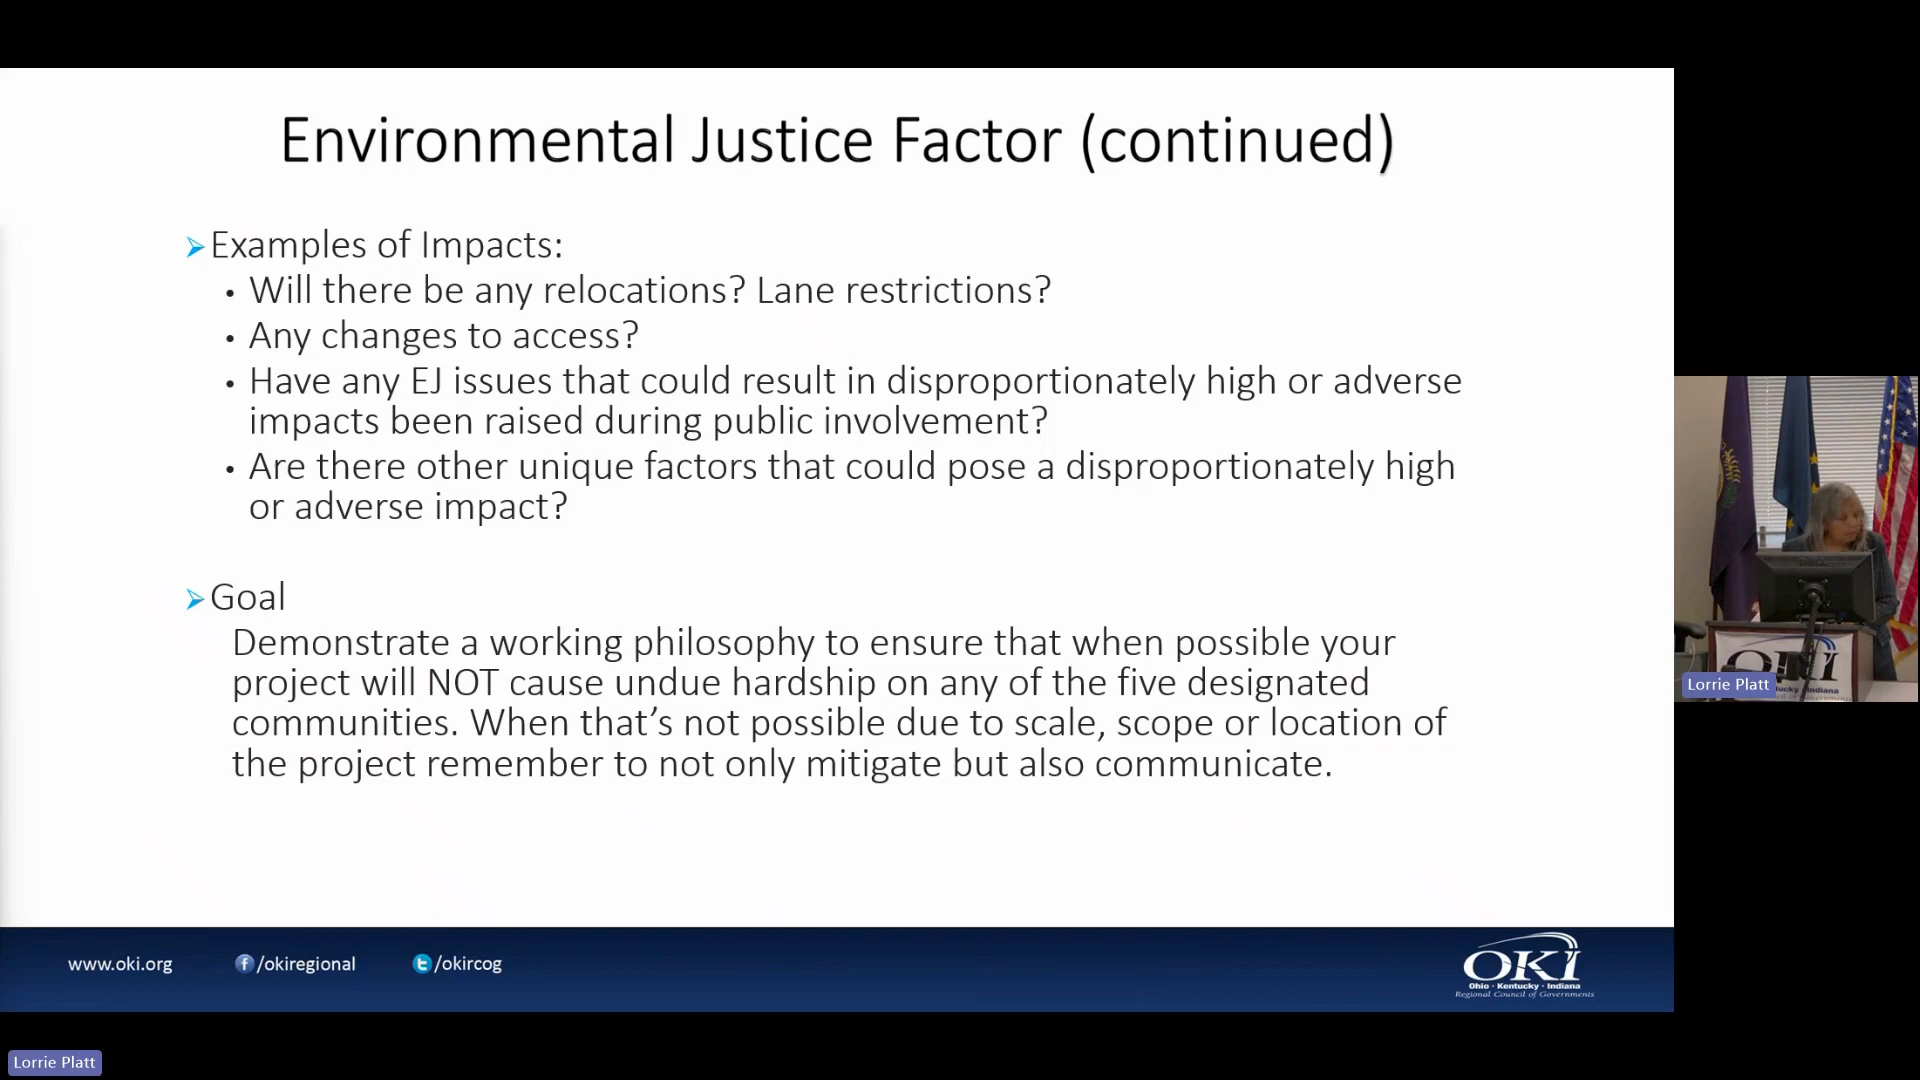 Environmental Justice Factor (continued)
Examples of Impacts:
Will there be any relocations? Lane restrictions?
Any changes to access?
Have any EJ issues that could result in disproportionately high or adverse
impacts been raised during public involvement?
Are there other unique factors that could pose a disproportionately high
or adverse impact?
Goal
Demonstrate a working philosophy to ensure that when possible your
project will NOT cause undue hardship on any of the five designated
communities. When that’s not possible due to scale, scope or location of
the project remember to not only mitigate but also communicate.
www.oki.org
/okiregional
/okircog
OKI
Ohio · Kentucky · Indiana
Regional Council of Governments
OKI
Indiana
Lorrie Platt
Lorrie Platt